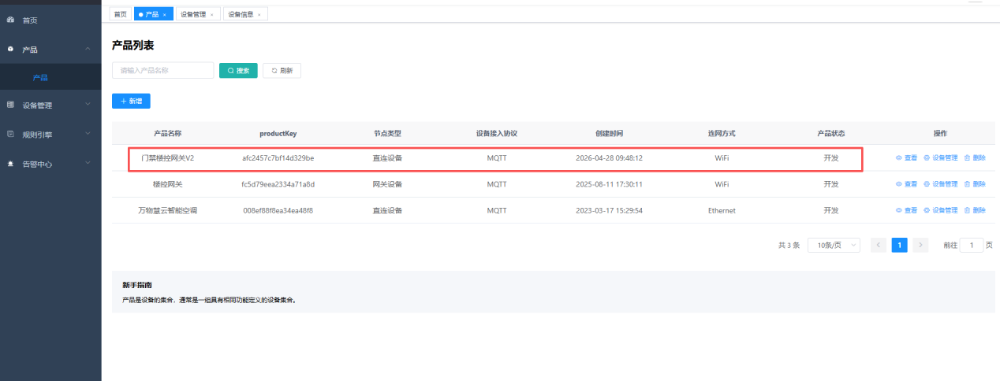 首页
产品
产品
设备管理
规则引擎
告警中心
首页 产品 × 设备管理 × 设备信息 ×
产品列表
请输入产品名称 搜索 刷新
+ 新增
产品名称 productKey 节点类型 设备接入协议 创建时间 连网方式 产品状态 操作
门禁楼控网关V2 afc2457c7bf14d329be 直连设备 MQTT 2026-04-28 09:48:12 WiFi 开发 查看 设备管理 删除
楼控网关 fc5d79eea2334a71a8d 网关设备 MQTT 2025-08-11 17:30:11 WiFi 开发 查看 设备管理 删除
万物慧云智能空调 008ef88f8ea34ea48f8 直连设备 MQTT 2023-03-17 15:29:54 Ethernet 开发 查看 设备管理 删除
共 3 条 10条/页 < 1 > 前往 1 页
新手指南
产品是设备的集合，通常是一组具有相同功能定义的设备集合。